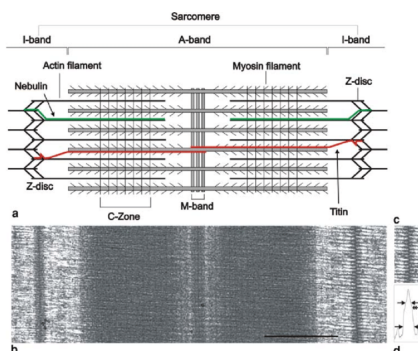 Sarcomere
I-band A-band I-band
Actin filament Myosin filament Z-disc
Nebulin
Z-disc Titin
M-band
C-Zone
a c
b d